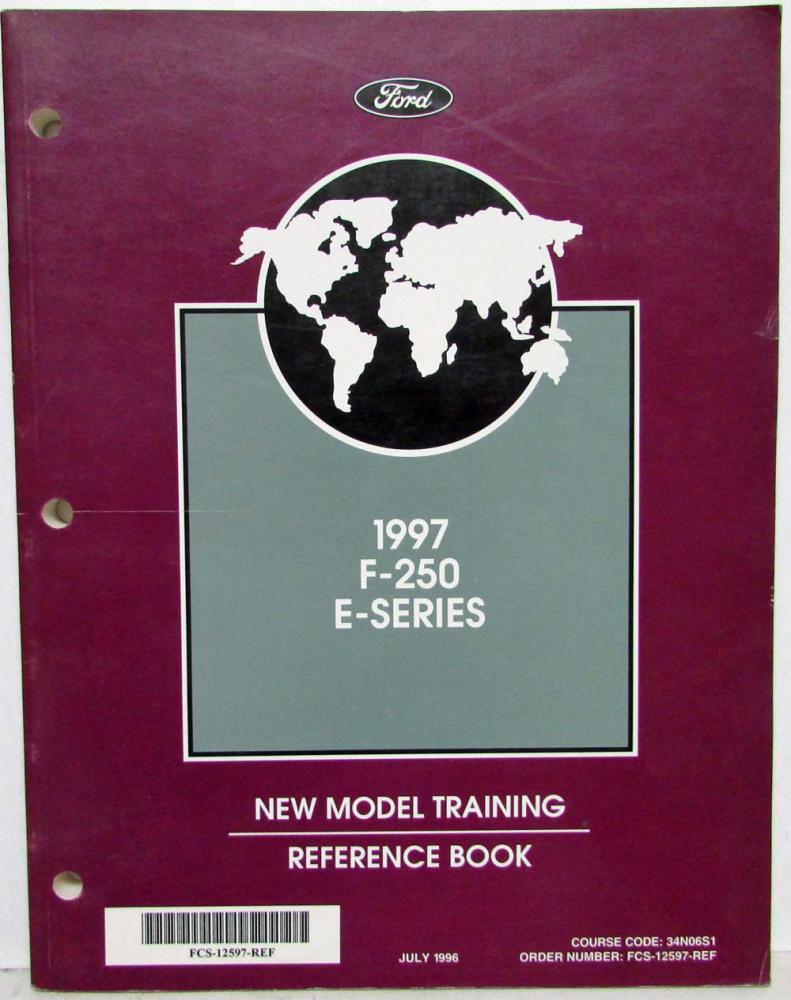 Ford
1997
F-250
E-SERIES
NEW MODEL TRAINING
REFERENCE BOOK
FCS-12597-REF
JULY 1996
COURSE CODE: 34N06S1
ORDER NUMBER: FCS-12597-REF